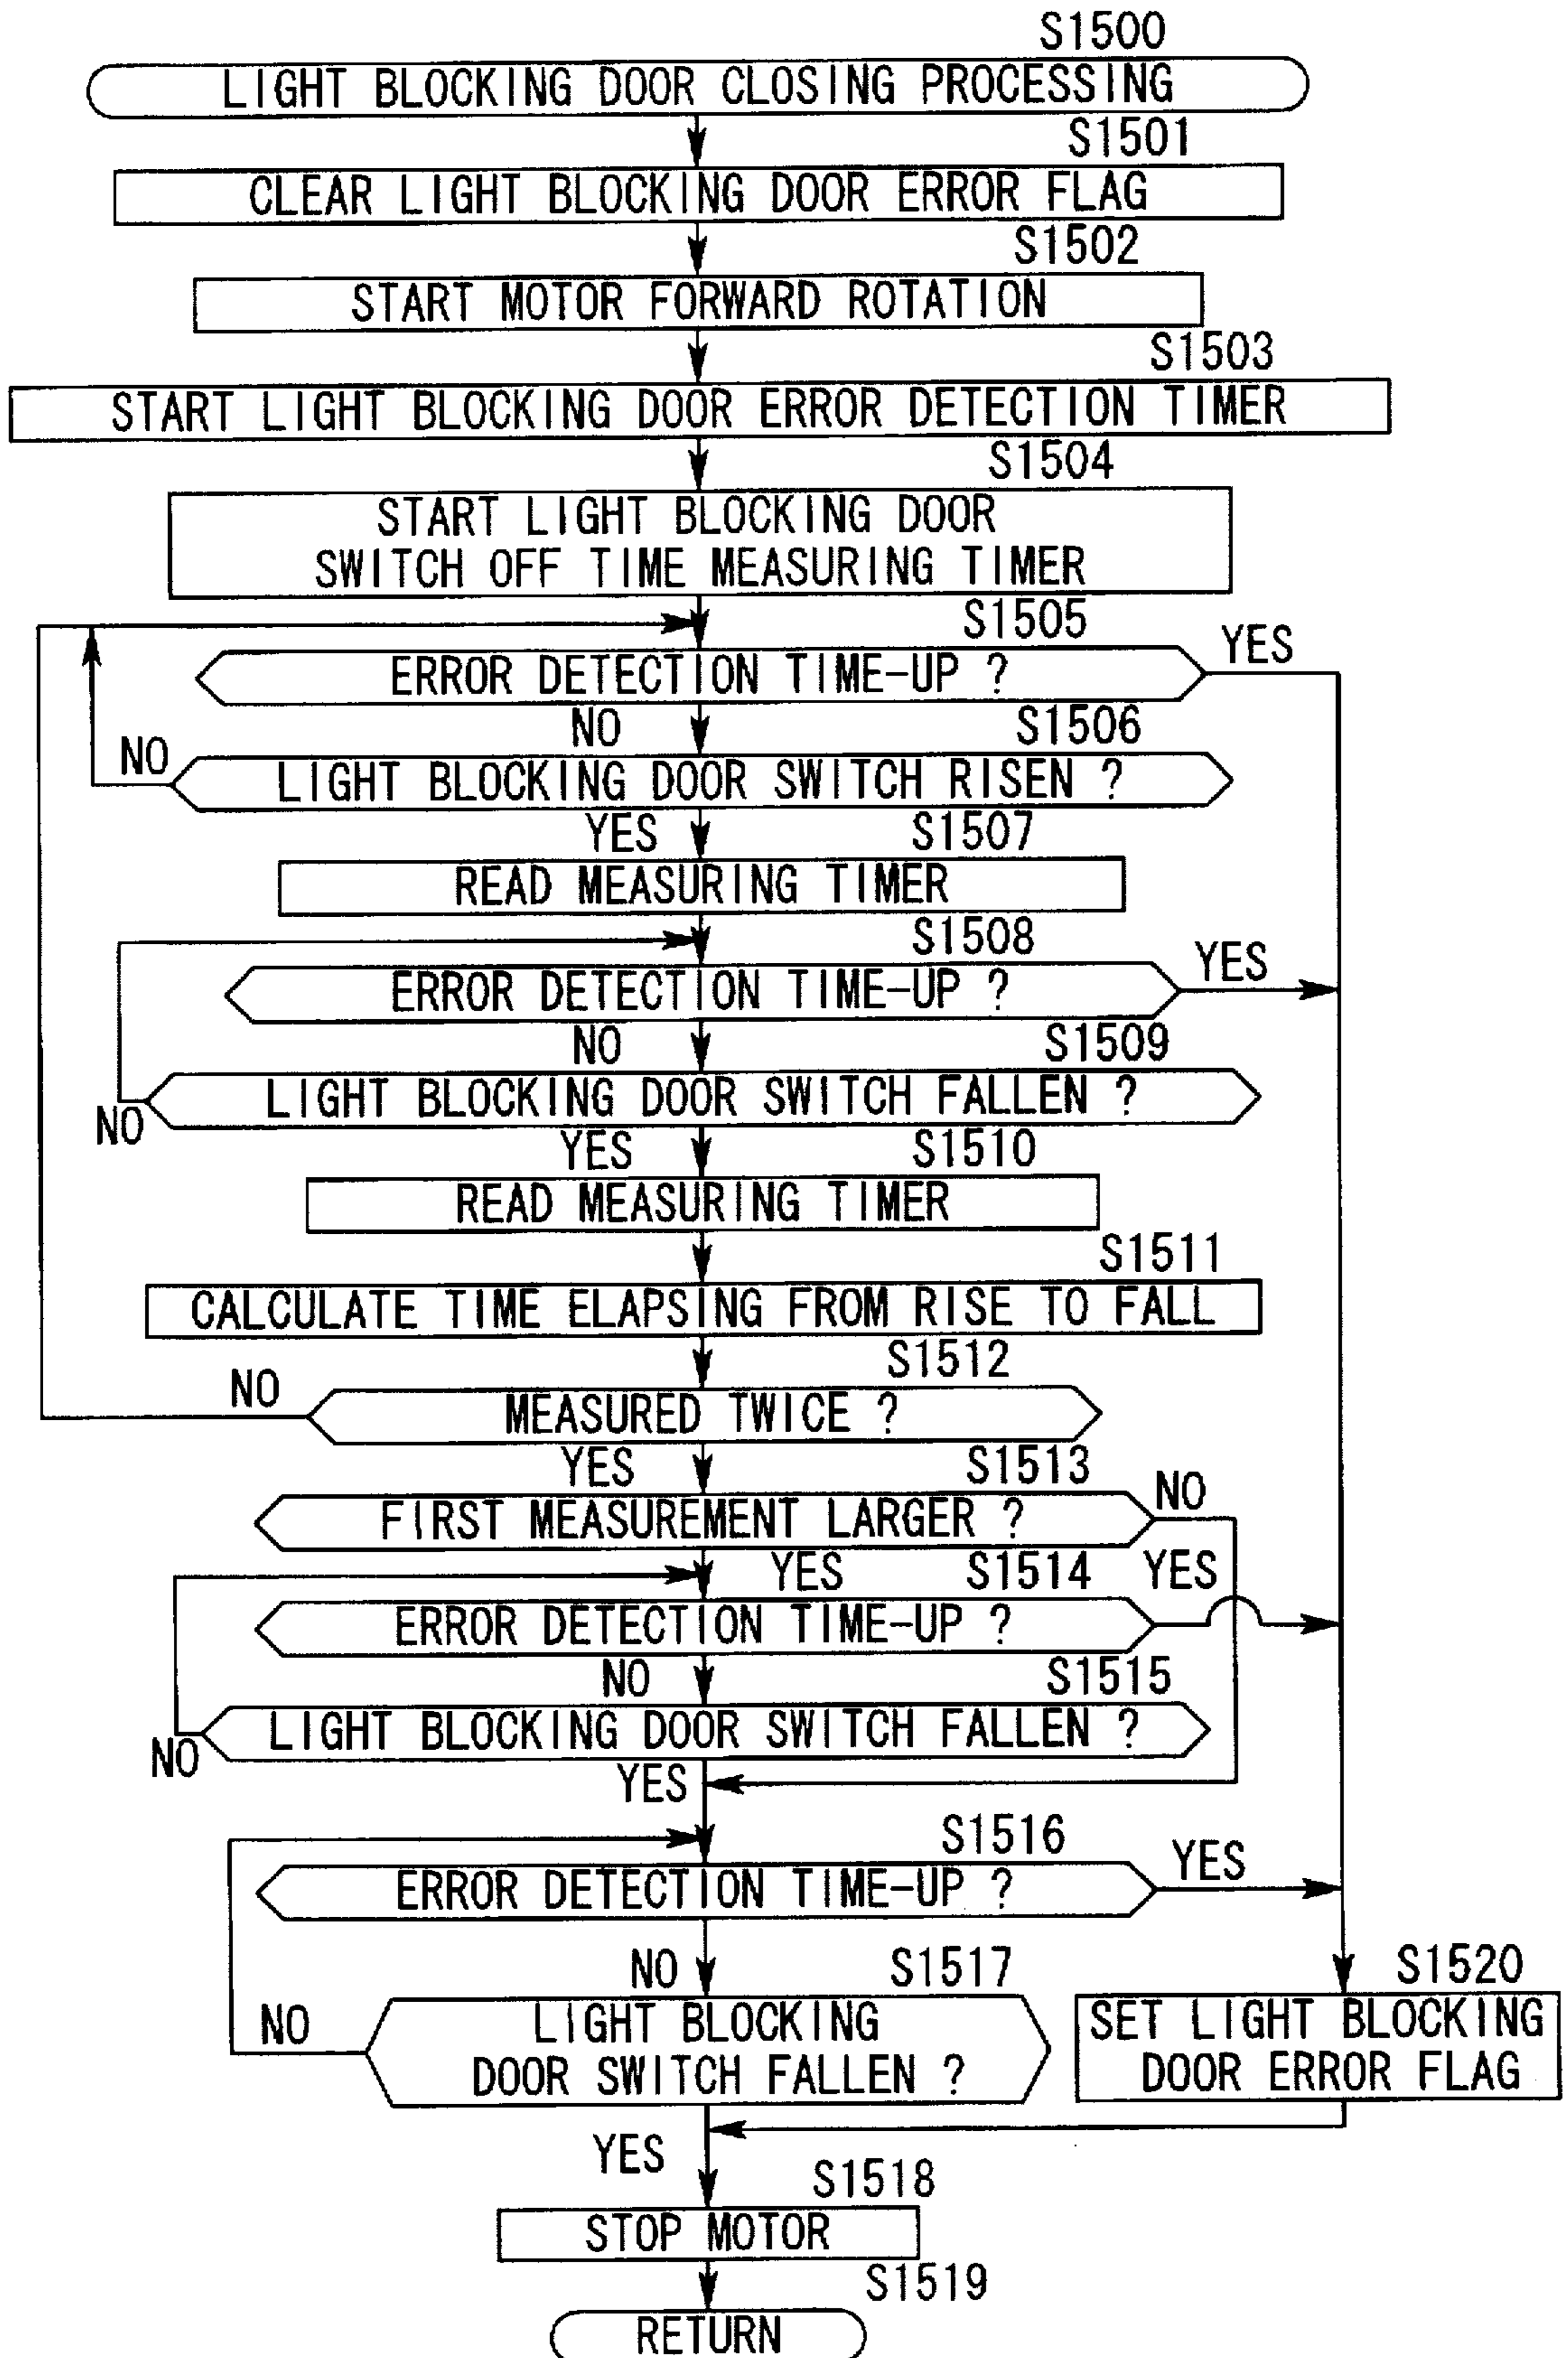 S1500
LIGHT BLOCKING DOOR CLOSING PROCESSING
S1501
CLEAR LIGHT BLOCKING DOOR ERROR FLAG
S1502
START MOTOR FORWARD ROTATION
S1503
START LIGHT BLOCKING DOOR ERROR DETECTION TIMER
S1504
START LIGHT BLOCKING DOOR
SWITCH OFF TIME MEASURING TIMER
S1505
ERROR DETECTION TIME-UP ?
YES
NO
S1506
NO
LIGHT BLOCKING DOOR SWITCH RISEN ?
YES
S1507
READ MEASURING TIMER
S1508
ERROR DETECTION TIME-UP ?
YES
NO
S1509
LIGHT BLOCKING DOOR SWITCH FALLEN ?
NO
YES
S1510
READ MEASURING TIMER
S1511
CALCULATE TIME ELAPSING FROM RISE TO FALL
S1512
NO
MEASURED TWICE ?
YES
S1513
FIRST MEASUREMENT LARGER ?
NO
YES
S1514
YES
ERROR DETECTION TIME-UP ?
NO
S1515
LIGHT BLOCKING DOOR SWITCH FALLEN ?
NO
YES
S1516
ERROR DETECTION TIME-UP ?
YES
NO
S1517
NO
LIGHT BLOCKING
DOOR SWITCH FALLEN ?
S1520
SET LIGHT BLOCKING
DOOR ERROR FLAG
YES
S1518
STOP MOTOR
S1519
RETURN